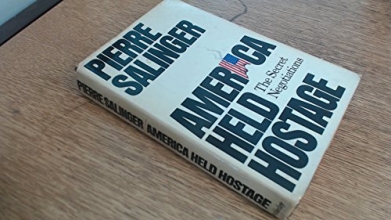 PIERRE
SALINGER
AMERICA
HELD
HOSTAGE
The Secret
Negotiations
PIERRE SALINGER AMERICA HELD HOSTAGE